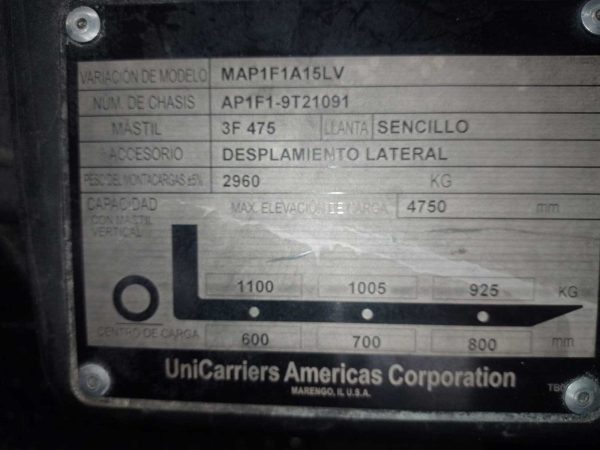 VARIACIÓN DE MODELO MAP1F1A15LV
NUM. DE CHASIS AP1F1-9T21091
MÁSTIL 3F 475 LLANTA SENCILLO
ACCESORIO DESPLAMIENTO LATERAL
PESO DEL MONTACARGAS ±5% 2960 KG
CAPACIDAD CON MASTIL VERTICAL
MAX. ELEVACIÓN DE CARGA 4750 mm
1100 1005 925 KG
CENTRO DE CARGA 600 700 800 mm
UniCarriers Americas Corporation
MARENGO, IL U.S.A.